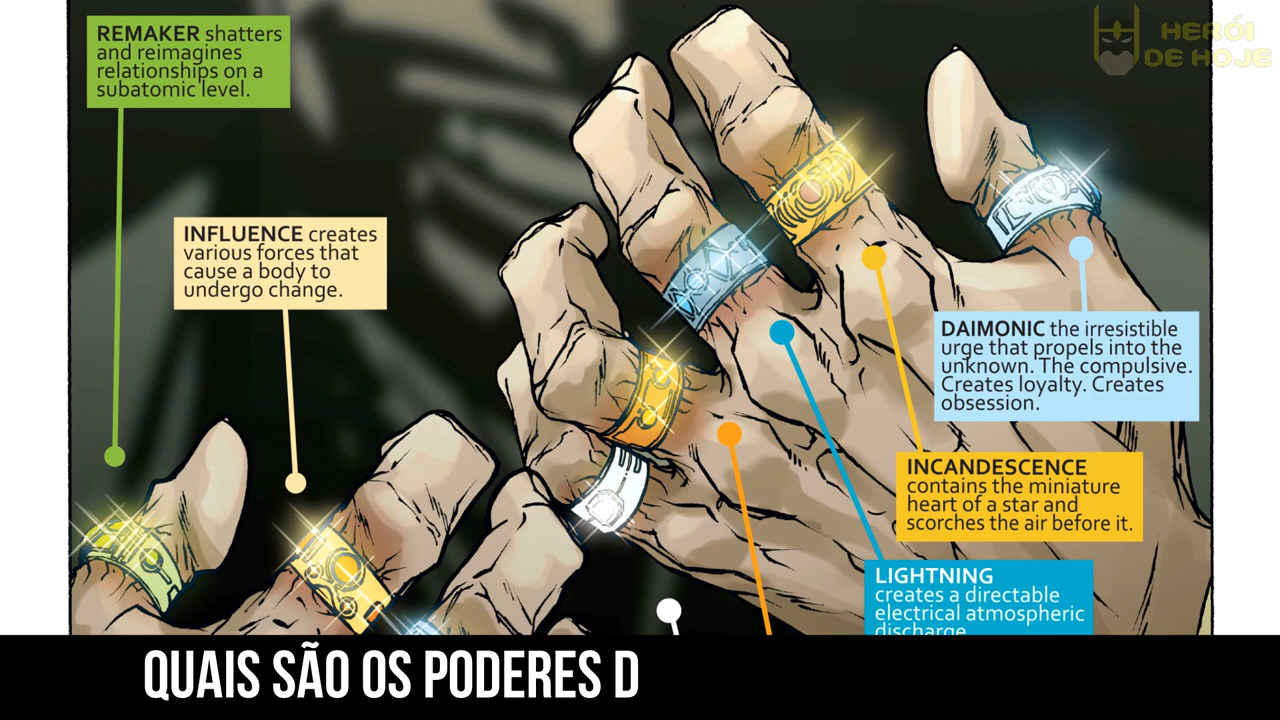 HERÓI
DE HOJE
REMAKER shatters
and reimagines
relationships on a
subatomic level.
INFLUENCE creates
various forces that
cause a body to
undergo change.
DAIMONIC the irresistible
urge that propels into the
unknown. The compulsive.
Creates loyalty. Creates
obsession.
INCANDESCENCE
contains the miniature
heart of a star and
scorches the air before it.
LIGHTNING
creates a directable
electrical atmospheric
discharge.
QUAIS SÃO OS PODERES D